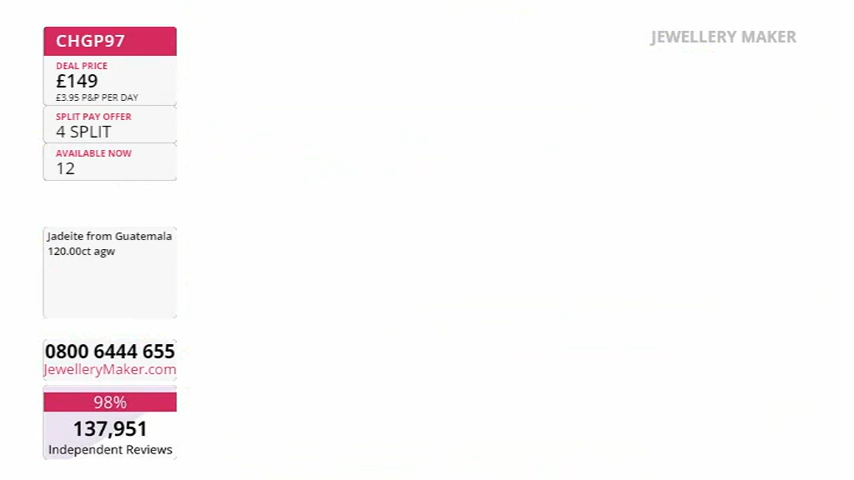 CHGP97
DEAL PRICE
£149
£3.95 P&P PER DAY
SPLIT PAY OFFER
4 SPLIT
AVAILABLE NOW
12
Jadeite from Guatemala
120.00ct agw
0800 6444 655
JewelleryMaker.com
98%
137,951
Independent Reviews
JEWELLERY MAKER